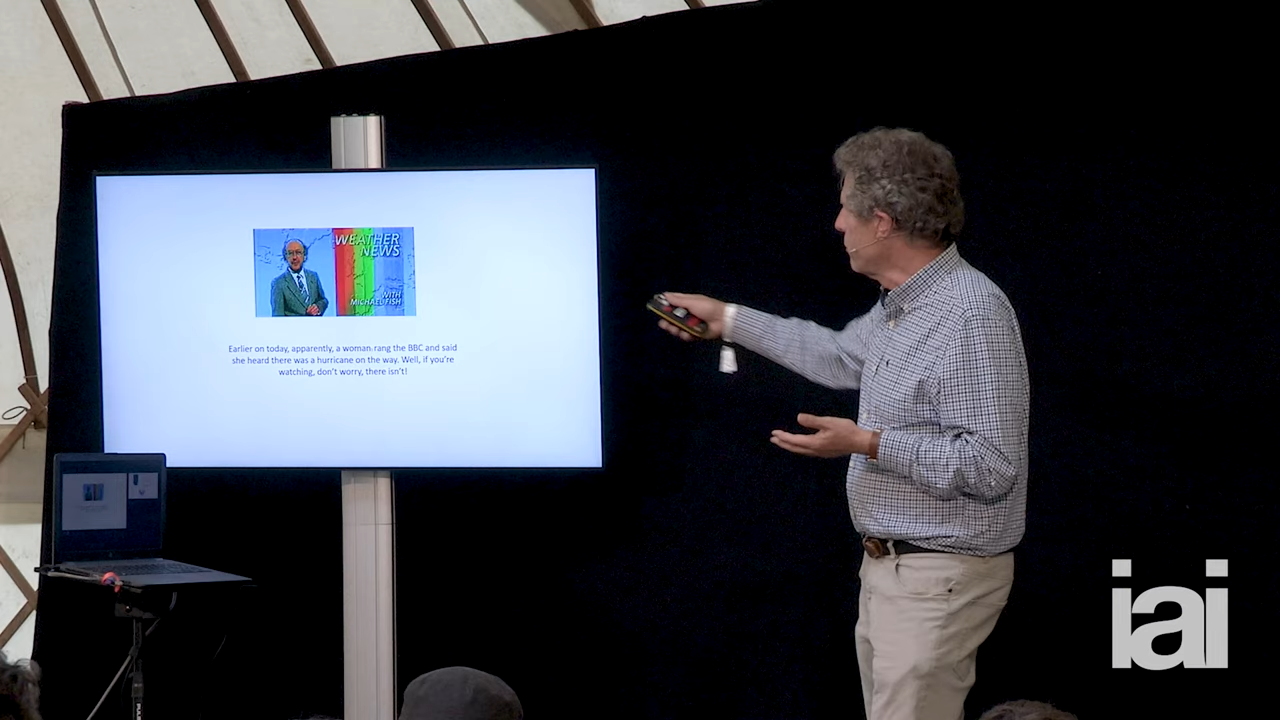 WEATHER
NEWS
WITH
MICHAEL FISH
Earlier on today, apparently, a woman rang the BBC and said
she heard there was a hurricane on the way. Well, if you're
watching, don't worry, there isn't!
iai